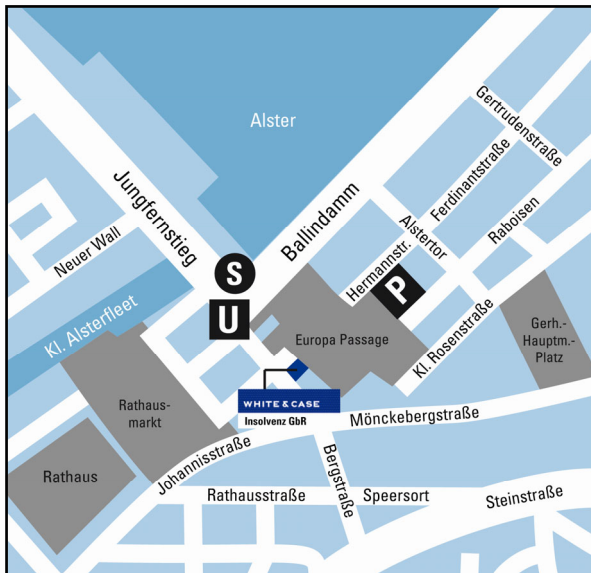 Alster
Gertrudenstraße
Ferdinantstraße
Jungfernstieg
Ballindamm
Alstertor
Raboisen
Neuer Wall
Hermannstr.
S
P
U
Kl. Alsterfleet
Europa Passage
Kl. Rosenstraße
Gerh.-
Hauptm.-
Platz
WHITE & CASE
Insolvenz GbR
Rathaus-
markt
Mönckebergstraße
Johannisstraße
Bergstraße
Rathaus
Rathausstraße
Speersort
Steinstraße